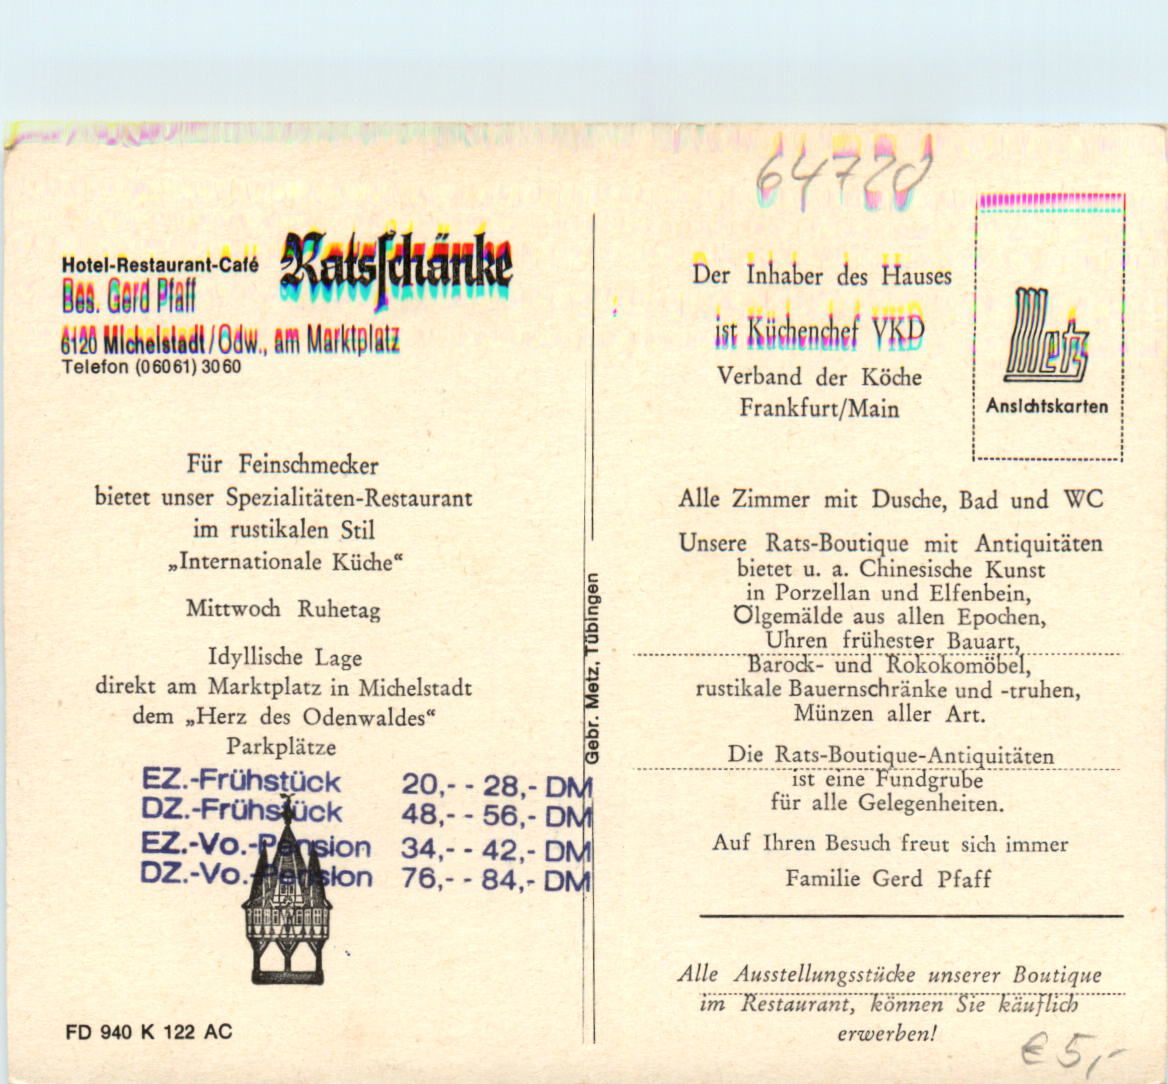 64720
Hotel-Restaurant-Café Ratsschänke
Bes. Gerd Pfaff
6120 Michelstadt/Odw., am Marktplatz
Telefon (06061) 3060
Für Feinschmecker
bietet unser Spezialitäten-Restaurant
im rustikalen Stil
„Internationale Küche“
Mittwoch Ruhetag
Idyllische Lage
direkt am Marktplatz in Michelstadt
dem „Herz des Odenwaldes“
Parkplätze
EZ.-Frühstück 20,- - 28,- DM
DZ.-Frühstück 48,- - 56,- DM
EZ.-Vo.-Pension 34,- - 42,- DM
DZ.-Vo.-Pension 76,- - 84,- DM
FD 940 K 122 AC
Gebr. Metz, Tübingen
Der Inhaber des Hauses
ist Küchenchef VKD
Verband der Köche
Frankfurt/Main
Metz
Ansichtskarten
Alle Zimmer mit Dusche, Bad und WC
Unsere Rats-Boutique mit Antiquitäten
bietet u. a. Chinesische Kunst
in Porzellan und Elfenbein,
Ölgemälde aus allen Epochen,
Uhren frühester Bauart,
Barock- und Rokokomöbel,
rustikale Bauernschränke und -truhen,
Münzen aller Art.
Die Rats-Boutique-Antiquitäten
ist eine Fundgrube
für alle Gelegenheiten.
Auf Ihren Besuch freut sich immer
Familie Gerd Pfaff
Alle Ausstellungsstücke unserer Boutique
im Restaurant, können Sie käuflich
erwerben!
€ 5,-